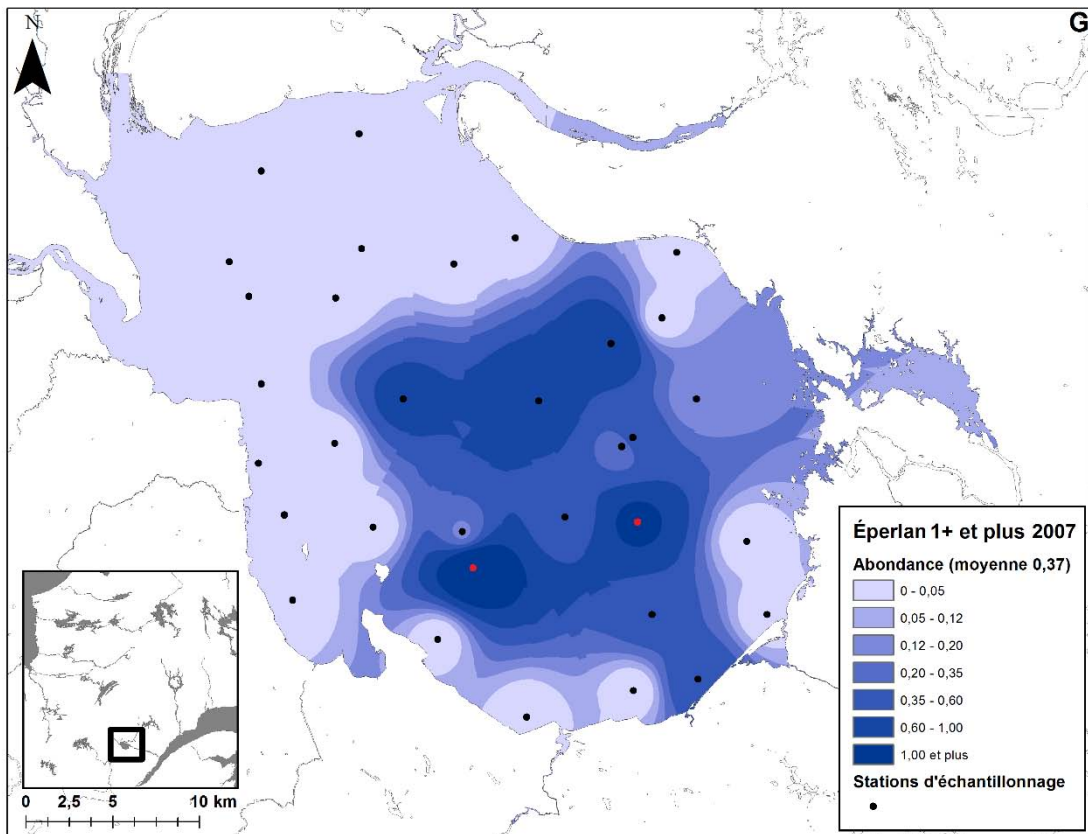 N
G
Éperlan 1+ et plus 2007
Abondance (moyenne 0,37)
0 - 0,05
0,05 - 0,12
0,12 - 0,20
0,20 - 0,35
0,35 - 0,60
0,60 - 1,00
1,00 et plus
Stations d'échantillonnage
0 2,5 5 10 km